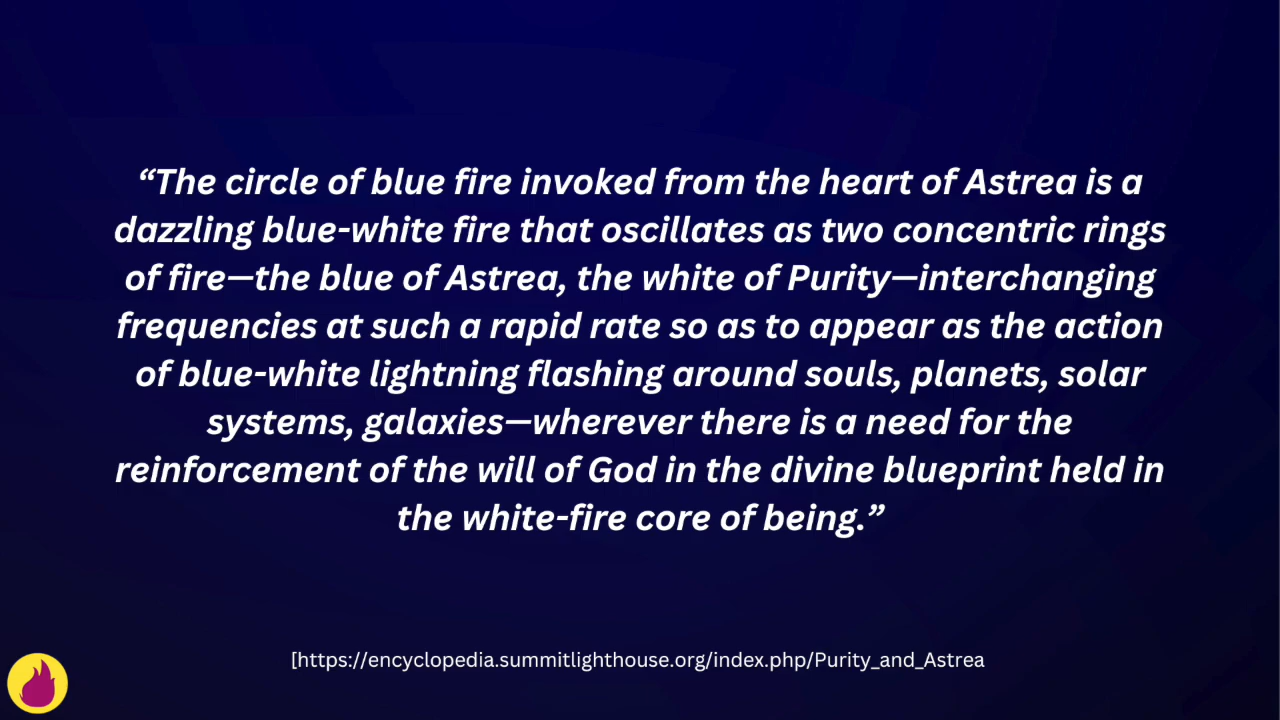 “The circle of blue fire invoked from the heart of Astrea is a
dazzling blue-white fire that oscillates as two concentric rings
of fire—the blue of Astrea, the white of Purity—interchanging
frequencies at such a rapid rate so as to appear as the action
of blue-white lightning flashing around souls, planets, solar
systems, galaxies—wherever there is a need for the
reinforcement of the will of God in the divine blueprint held in
the white-fire core of being.”
[https://encyclopedia.summitlighthouse.org/index.php/Purity_and_Astrea